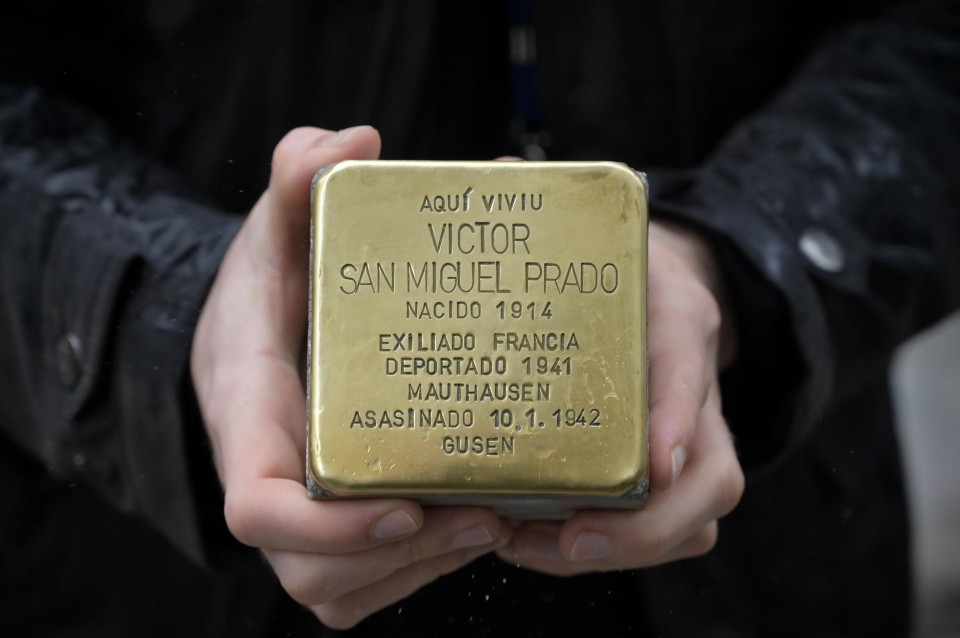 AQUÍ VIVIU
VICTOR
SAN MIGUEL PRADO
NACIDO 1914
EXILIADO FRANCIA
DEPORTADO 1941
MAUTHAUSEN
ASASINADO 10.1.1942
GUSEN